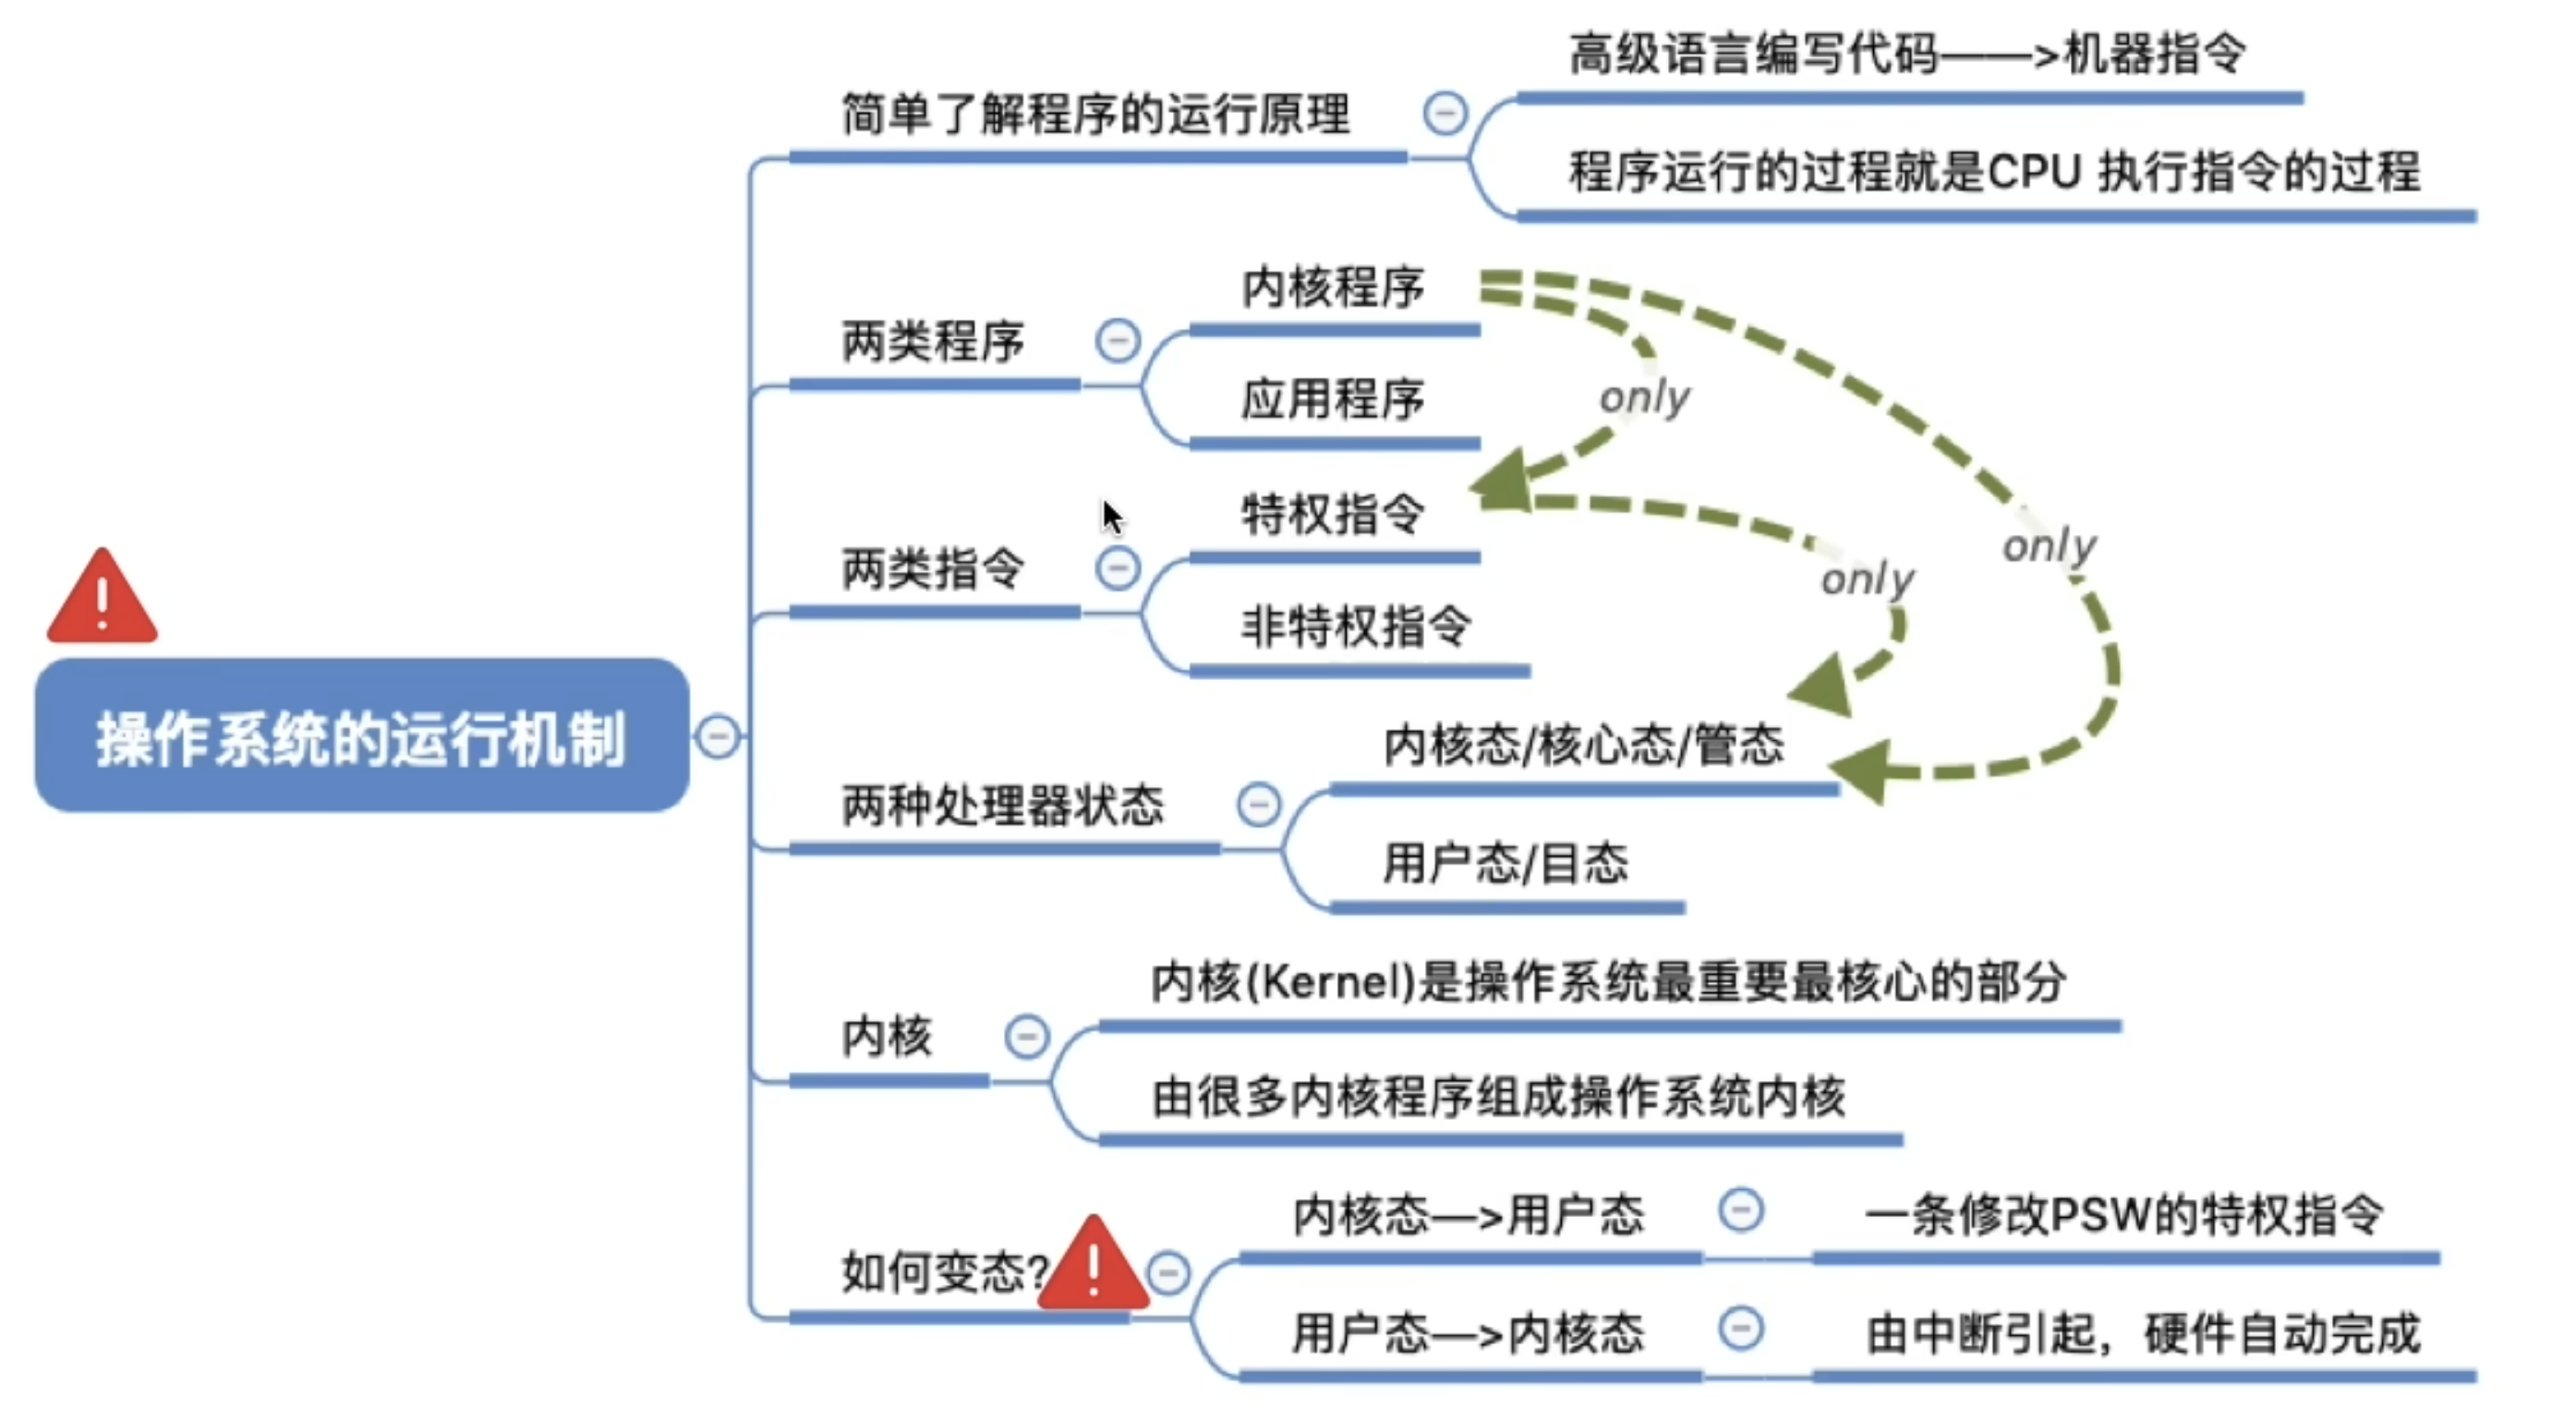 操作系统的运行机制
简单了解程序的运行原理
高级语言编写代码——>机器指令
程序运行的过程就是CPU 执行指令的过程
两类程序
内核程序
应用程序
only
两类指令
特权指令
非特权指令
only
only
两种处理器状态
内核态/核心态/管态
用户态/目态
内核
内核(Kernel)是操作系统最重要最核心的部分
由很多内核程序组成操作系统内核
如何变态?
内核态—>用户态
一条修改PSW的特权指令
用户态—>内核态
由中断引起，硬件自动完成